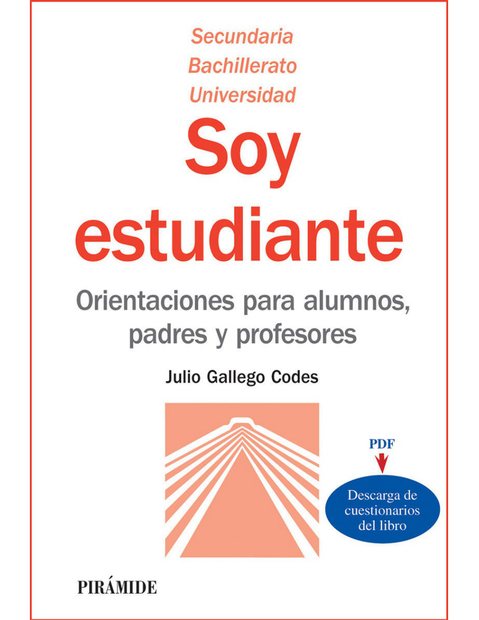 Secundaria
Bachillerato
Universidad
Soy
estudiante
Orientaciones para alumnos,
padres y profesores
Julio Gallego Codes
PDF
Descarga de
cuestionarios
del libro
PIRÁMIDE